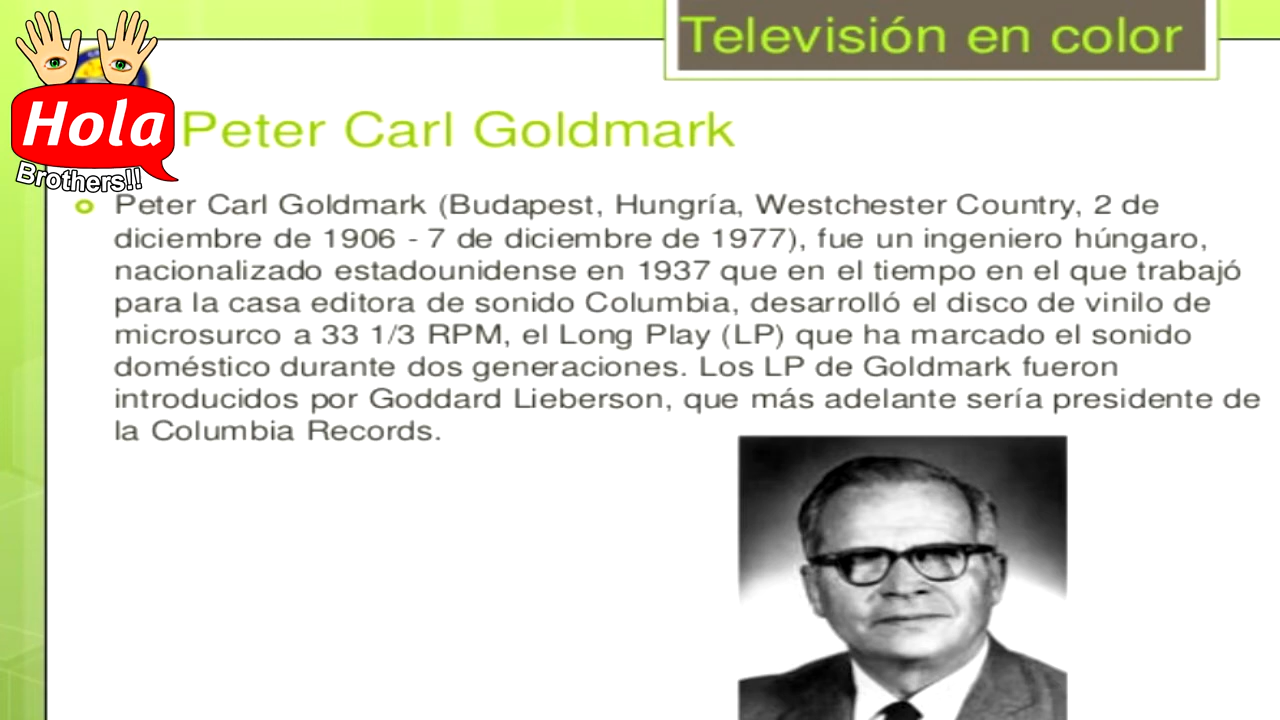 Televisión en color
Hola
Brothers!!
Peter Carl Goldmark
Peter Carl Goldmark (Budapest, Hungría, Westchester Country, 2 de
diciembre de 1906 - 7 de diciembre de 1977), fue un ingeniero húngaro,
nacionalizado estadounidense en 1937 que en el tiempo en el que trabajó
para la casa editora de sonido Columbia, desarrolló el disco de vinilo de
microsurco a 33 1/3 RPM, el Long Play (LP) que ha marcado el sonido
doméstico durante dos generaciones. Los LP de Goldmark fueron
introducidos por Goddard Lieberson, que más adelante sería presidente de
la Columbia Records.